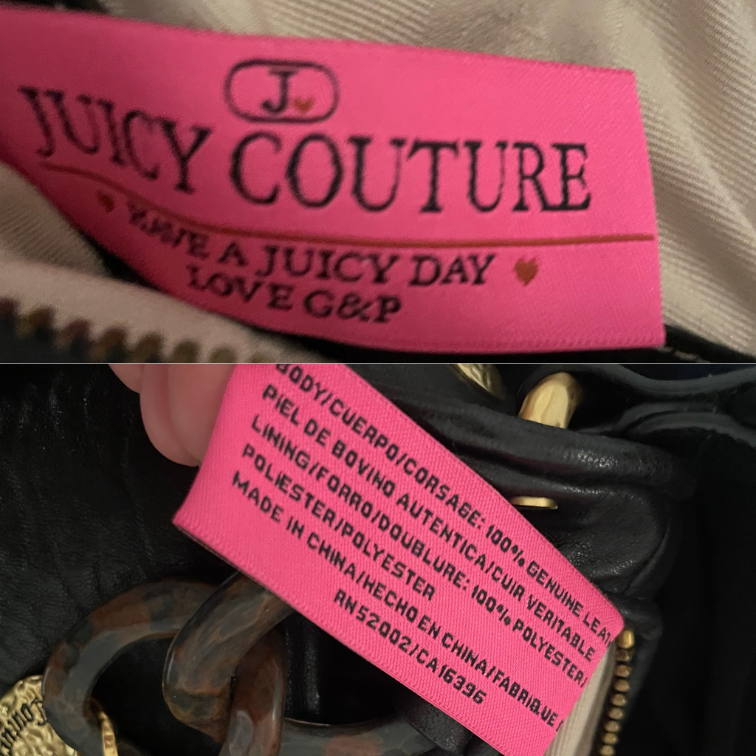 J.
JUICY COUTURE
HAVE A JUICY DAY
LOVE G&P
BODY/CUERPO/CORSAGE: 100% GENUINE LEA
PIEL DE BOVINO AUTENTICA/CUIR VERITABLE
LINING/FORRO/DOUBLURE: 100% POLYESTER/
POLIESTER/POLYESTER
MADE IN CHINA/HECHO EN CHINA/FABRIQUE
RN52002/CA16396